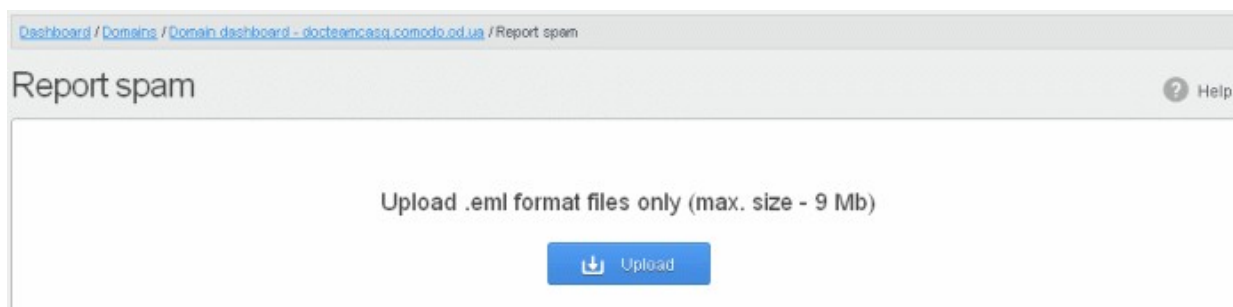 Dashboard / Domains / Domain dashboard - docteamcasg.comodo.od.ua / Report spam
Report spam
Help
Upload .eml format files only (max. size - 9 Mb)
Upload